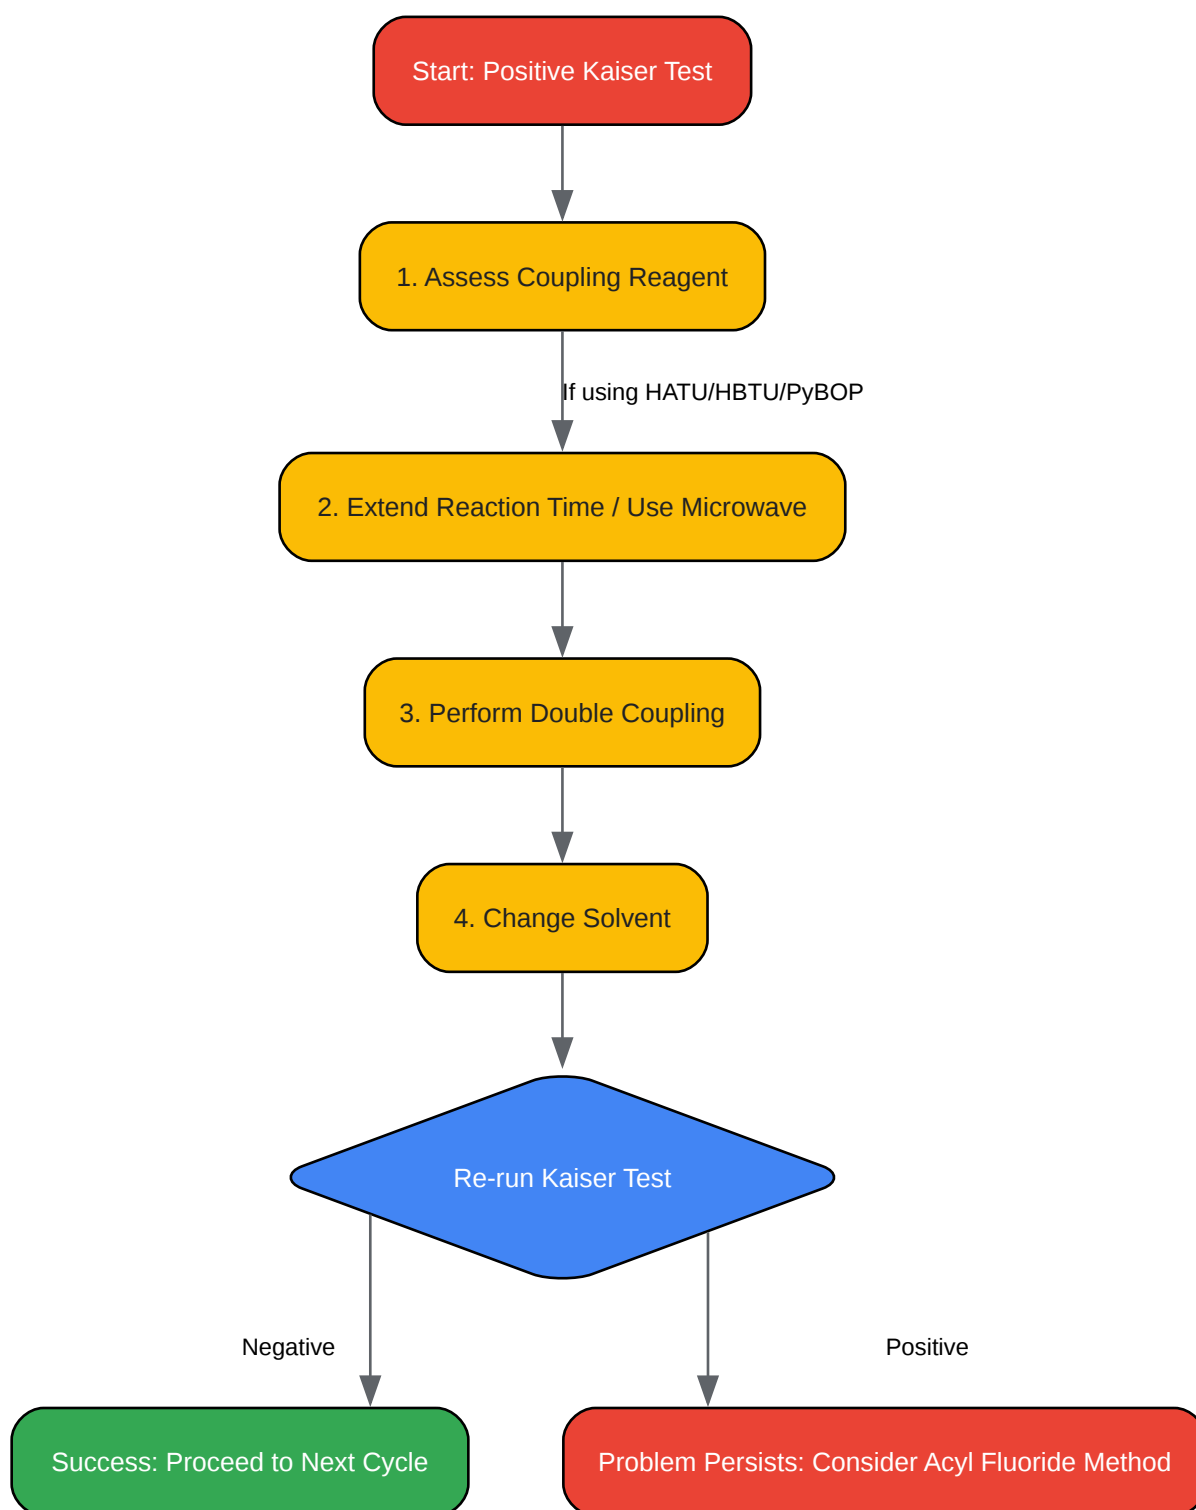 Start: Positive Kaiser Test
1. Assess Coupling Reagent
If using HATU/HBTU/PyBOP
2. Extend Reaction Time / Use Microwave
3. Perform Double Coupling
4. Change Solvent
Re-run Kaiser Test
Negative
Positive
Success: Proceed to Next Cycle
Problem Persists: Consider Acyl Fluoride Method